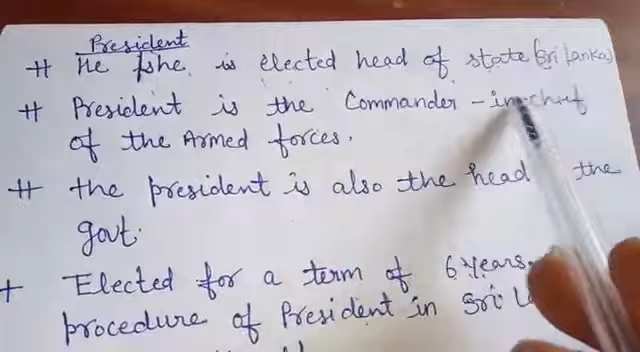 President
# He /she is elected head of state (Sri Lanka)
# President is the Commander -in-chief
of the Armed forces.
# the president is also the head the
govt.
+ Elected for a term of 6 years.
procedure of President in Sri